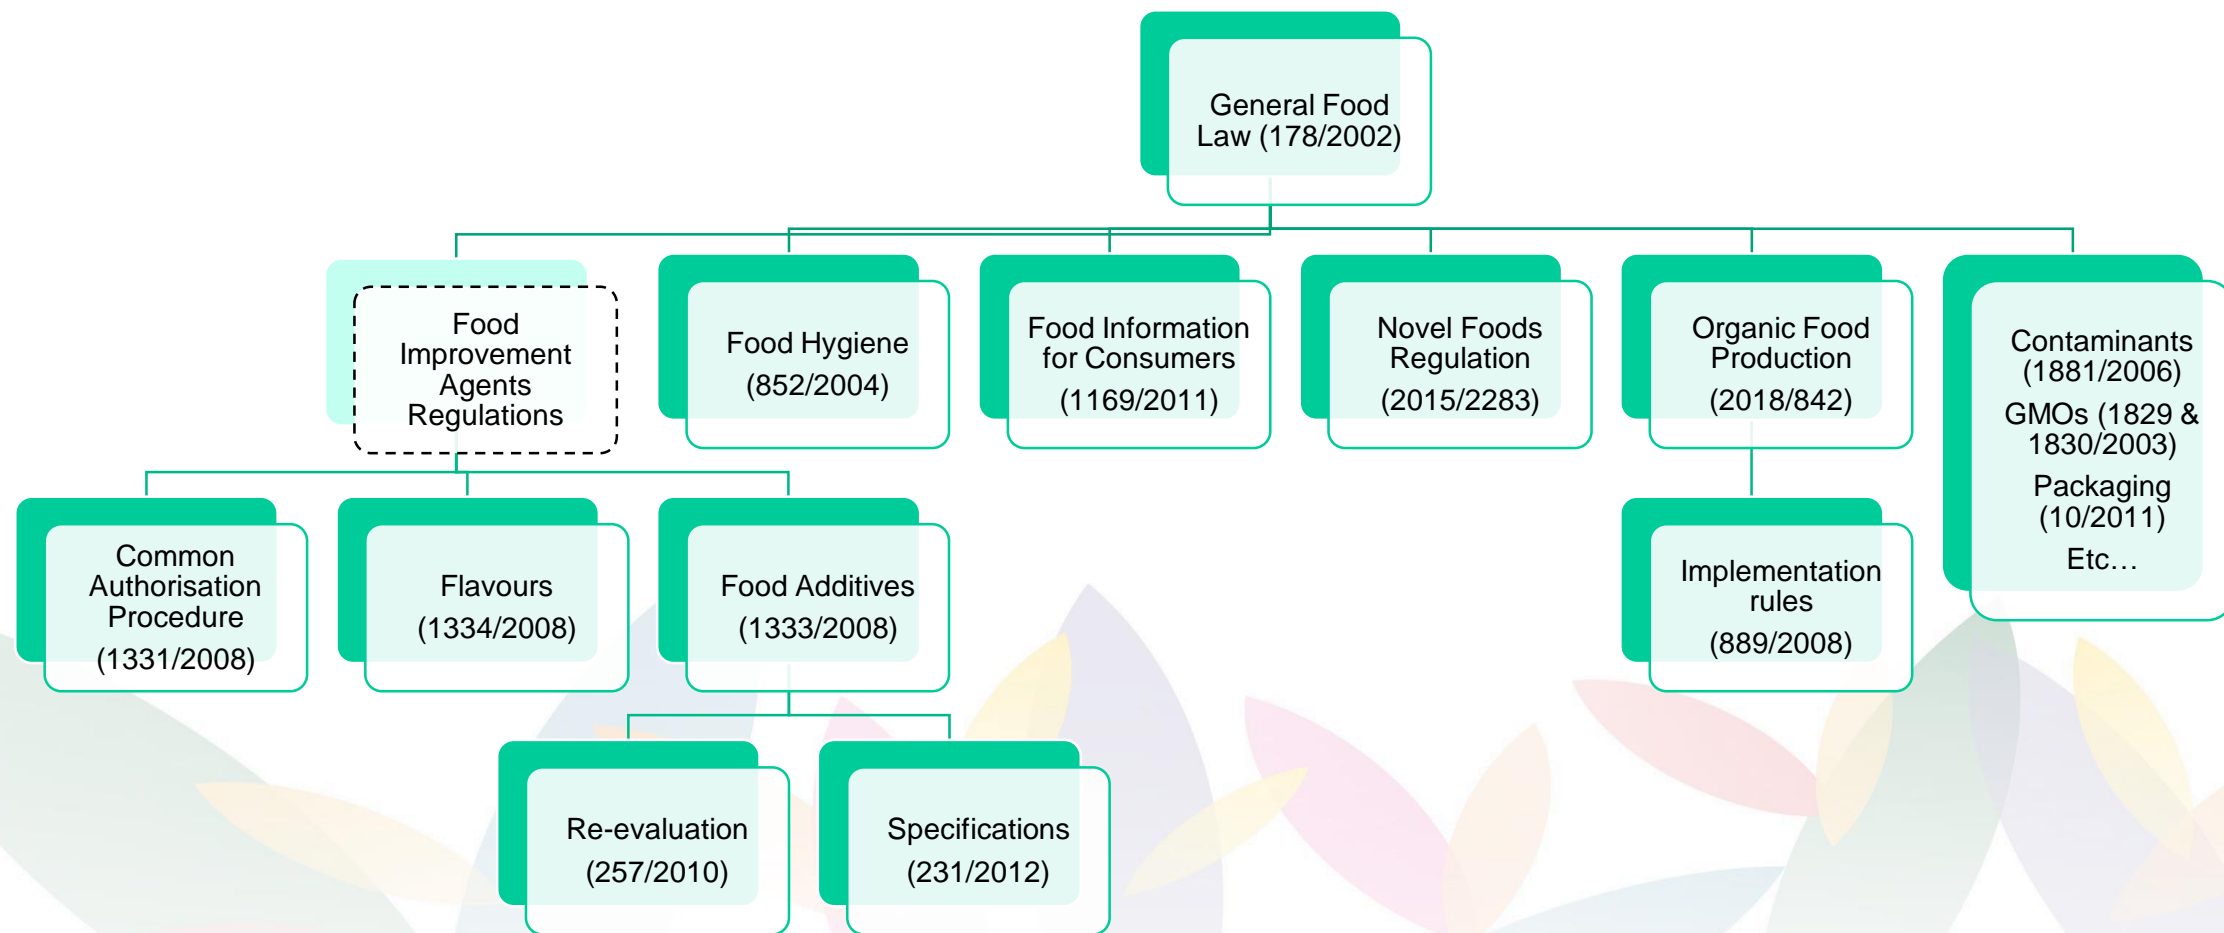 General Food
Law (178/2002)
Food
Improvement
Agents
Regulations
Food Hygiene
(852/2004)
Food Information
for Consumers
(1169/2011)
Novel Foods
Regulation
(2015/2283)
Organic Food
Production
(2018/842)
Contaminants
(1881/2006)
GMOs (1829 &
1830/2003)
Packaging
(10/2011)
Etc…
Common
Authorisation
Procedure
(1331/2008)
Flavours
(1334/2008)
Food Additives
(1333/2008)
Implementation
rules
(889/2008)
Re-evaluation
(257/2010)
Specifications
(231/2012)